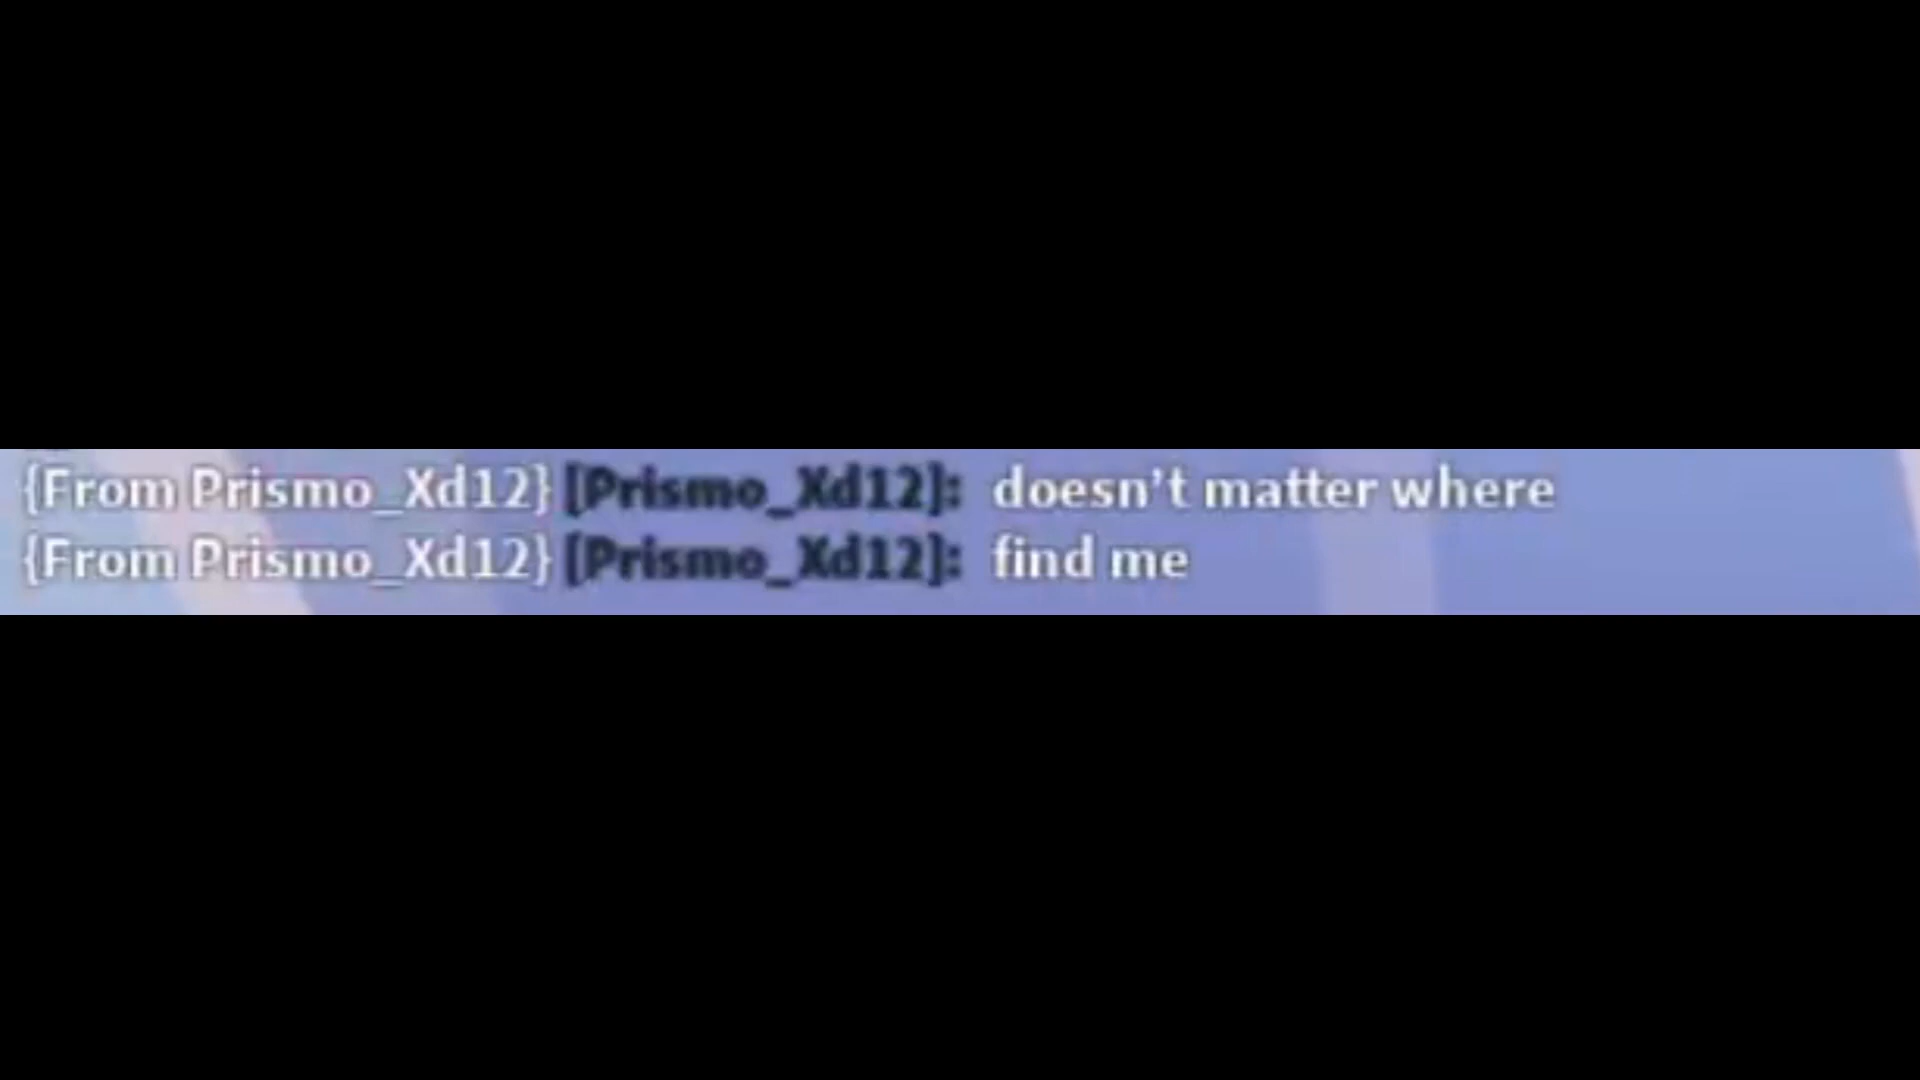 {From Prismo_Xd12} [Prismo_Xd12]: doesn’t matter where
{From Prismo_Xd12} [Prismo_Xd12]: find me